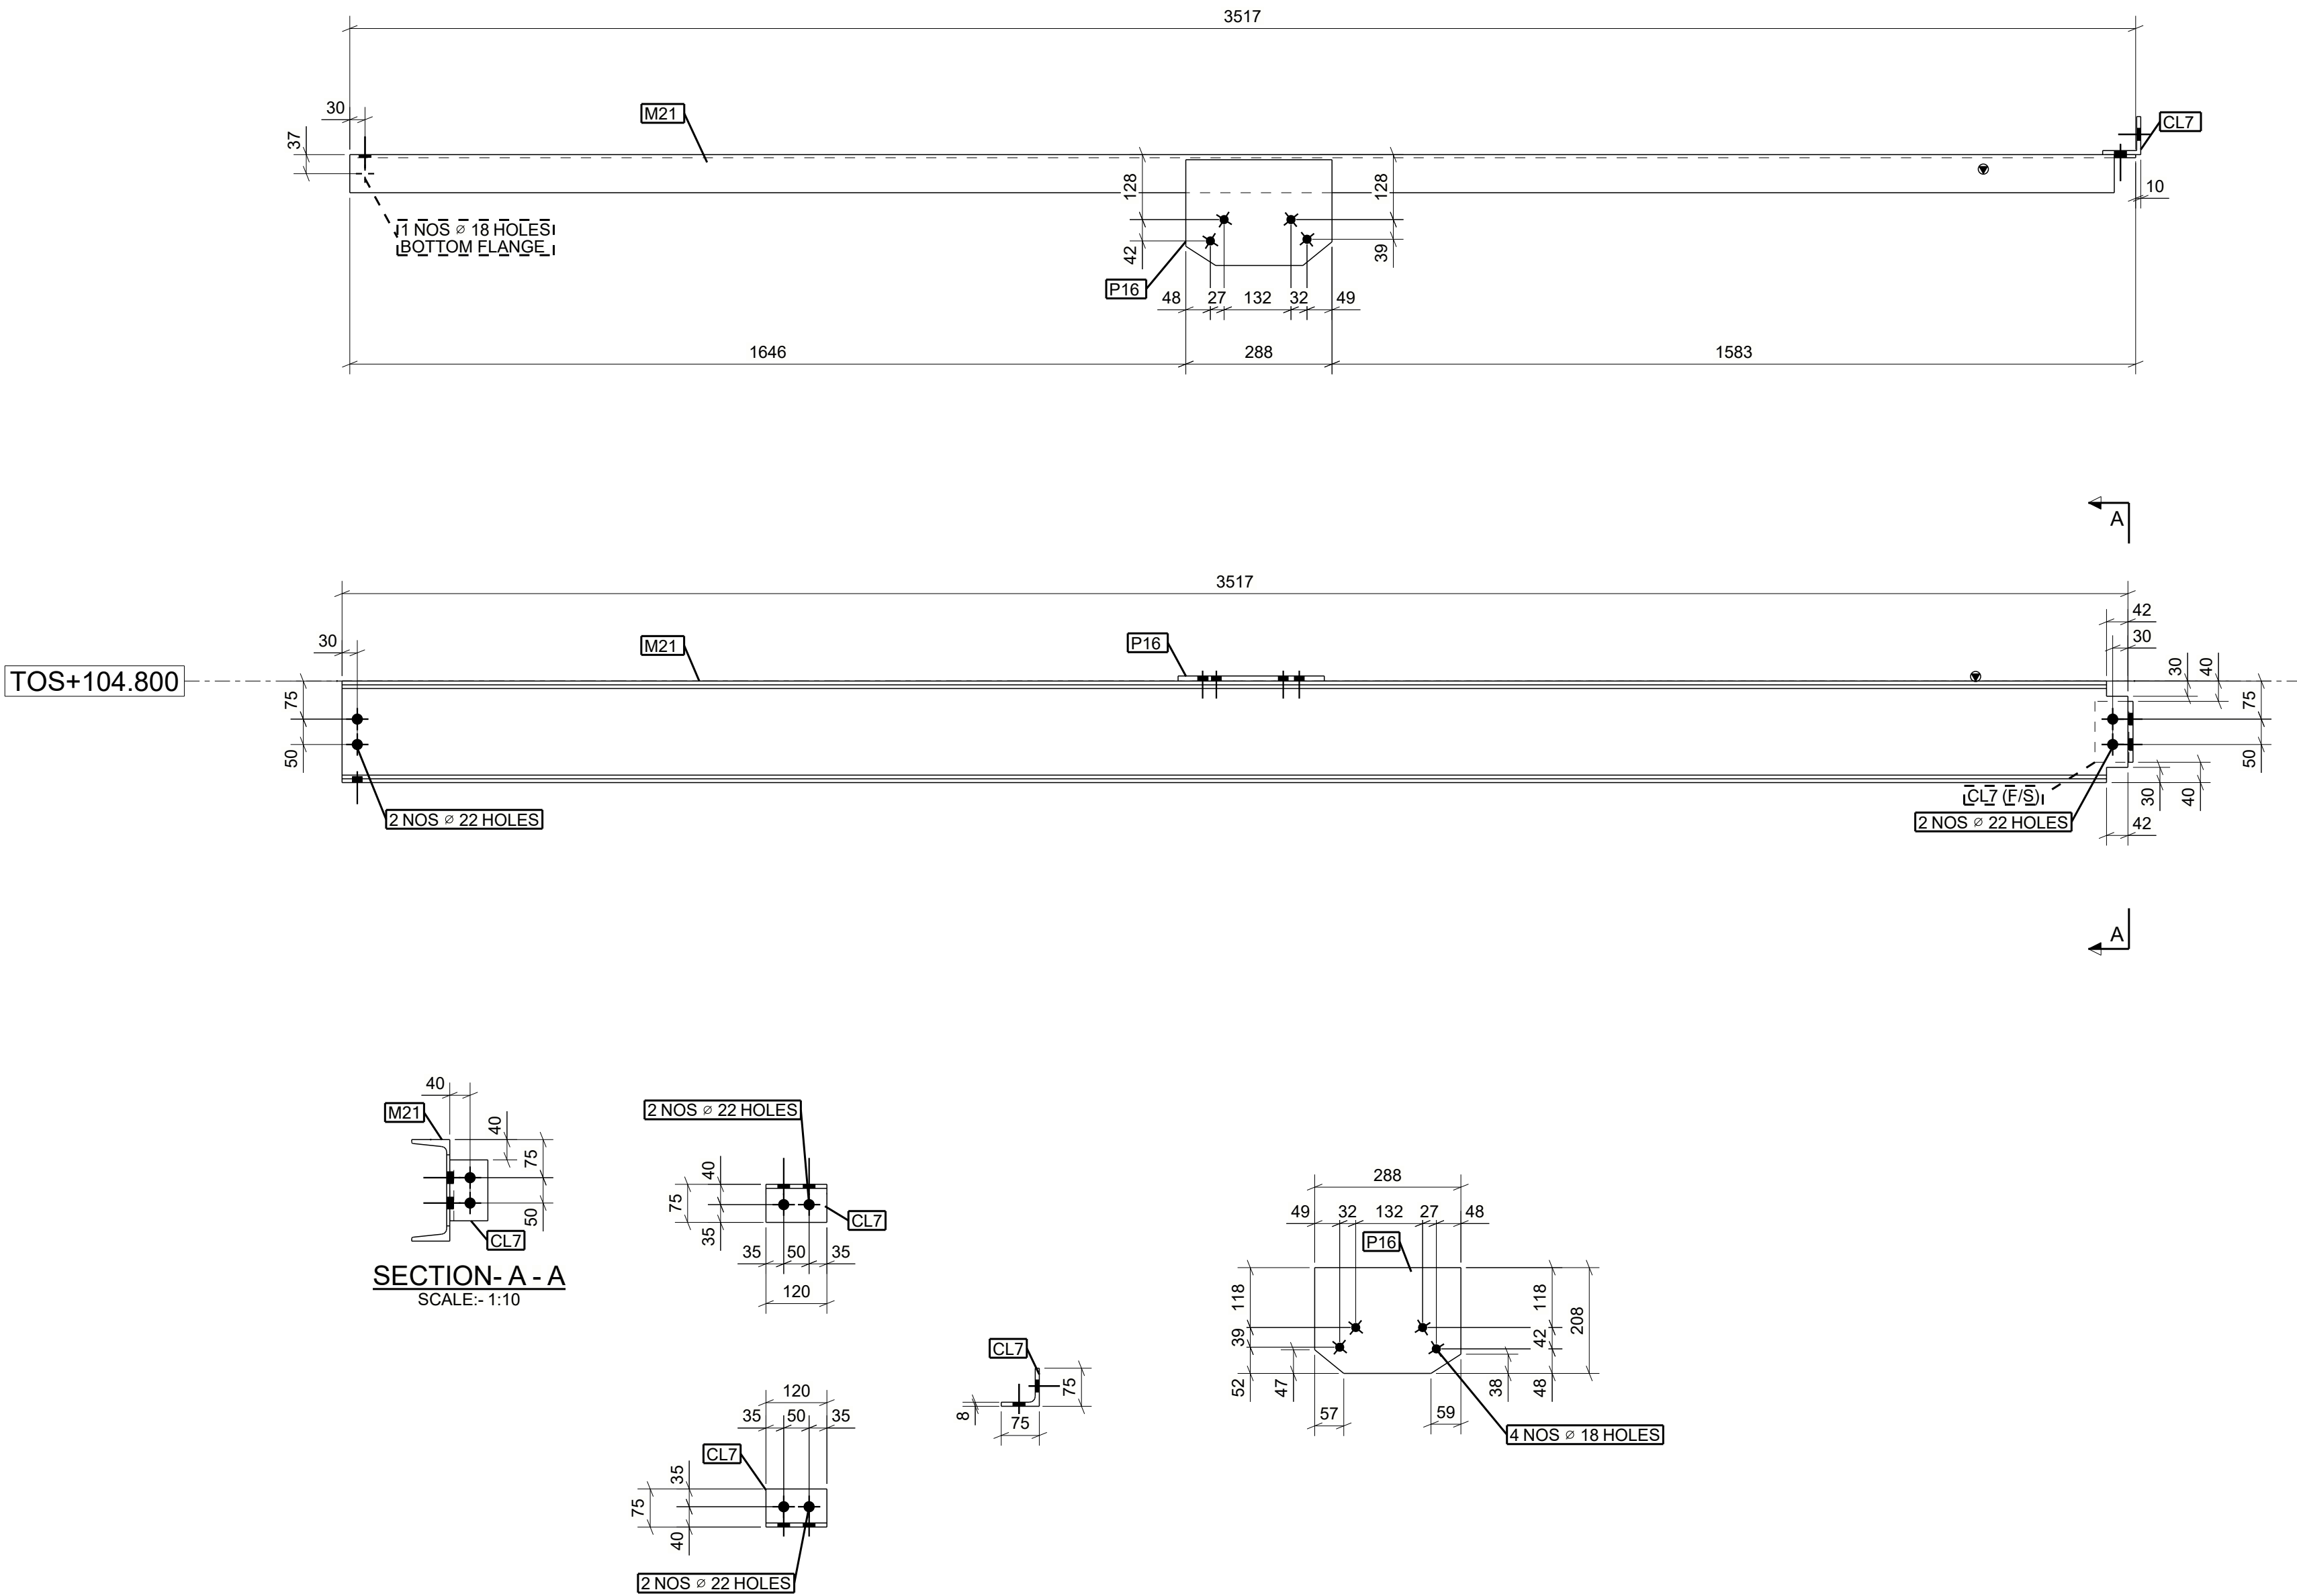 3517
30
M21
37
CL7
128
128
10
1 NOS ⌀ 18 HOLES
BOTTOM FLANGE
42
39
P16
48 27 132 32 49
1646 288 1583
A
3517
42
30
M21
P16
30
30
40
TOS+104.800
75
75
50
50
CL7 (F/S)
30
40
2 NOS ⌀ 22 HOLES
2 NOS ⌀ 22 HOLES
42
A
40
M21
40
75
50
CL7
SECTION- A - A
SCALE:- 1:10
2 NOS ⌀ 22 HOLES
40
75
35
CL7
35 50 35
120
288
49 32 132 27 48
P16
118
118
208
39
42
52
47
38
48
57
59
4 NOS ⌀ 18 HOLES
CL7
75
8
75
120
35 50 35
CL7
35
75
40
2 NOS ⌀ 22 HOLES